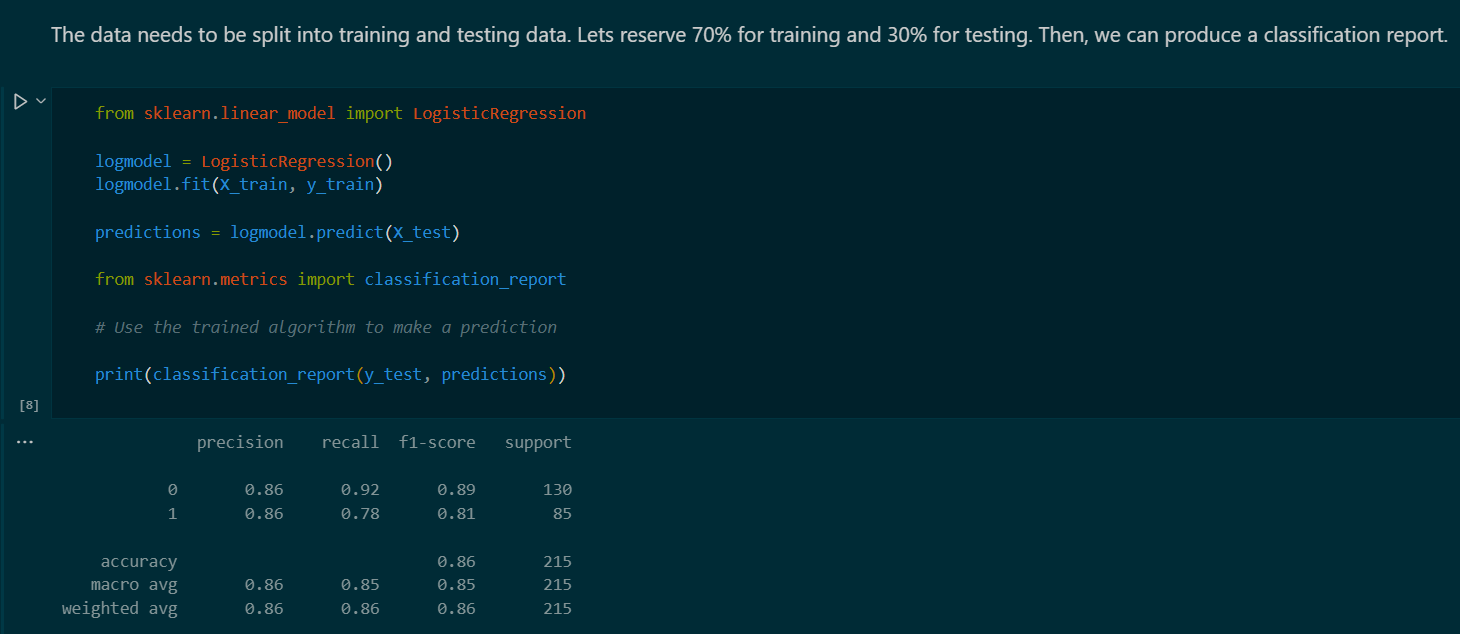 The data needs to be split into training and testing data. Lets reserve 70% for training and 30% for testing. Then, we can produce a classification report.
from sklearn.linear_model import LogisticRegression
logmodel = LogisticRegression()
logmodel.fit(X_train, y_train)
predictions = logmodel.predict(X_test)
from sklearn.metrics import classification_report
# Use the trained algorithm to make a prediction
print(classification_report(y_test, predictions))
[8]
...
precision recall f1-score support
0 0.86 0.92 0.89 130
1 0.86 0.78 0.81 85
accuracy 0.86 215
macro avg 0.86 0.85 0.85 215
weighted avg 0.86 0.86 0.86 215